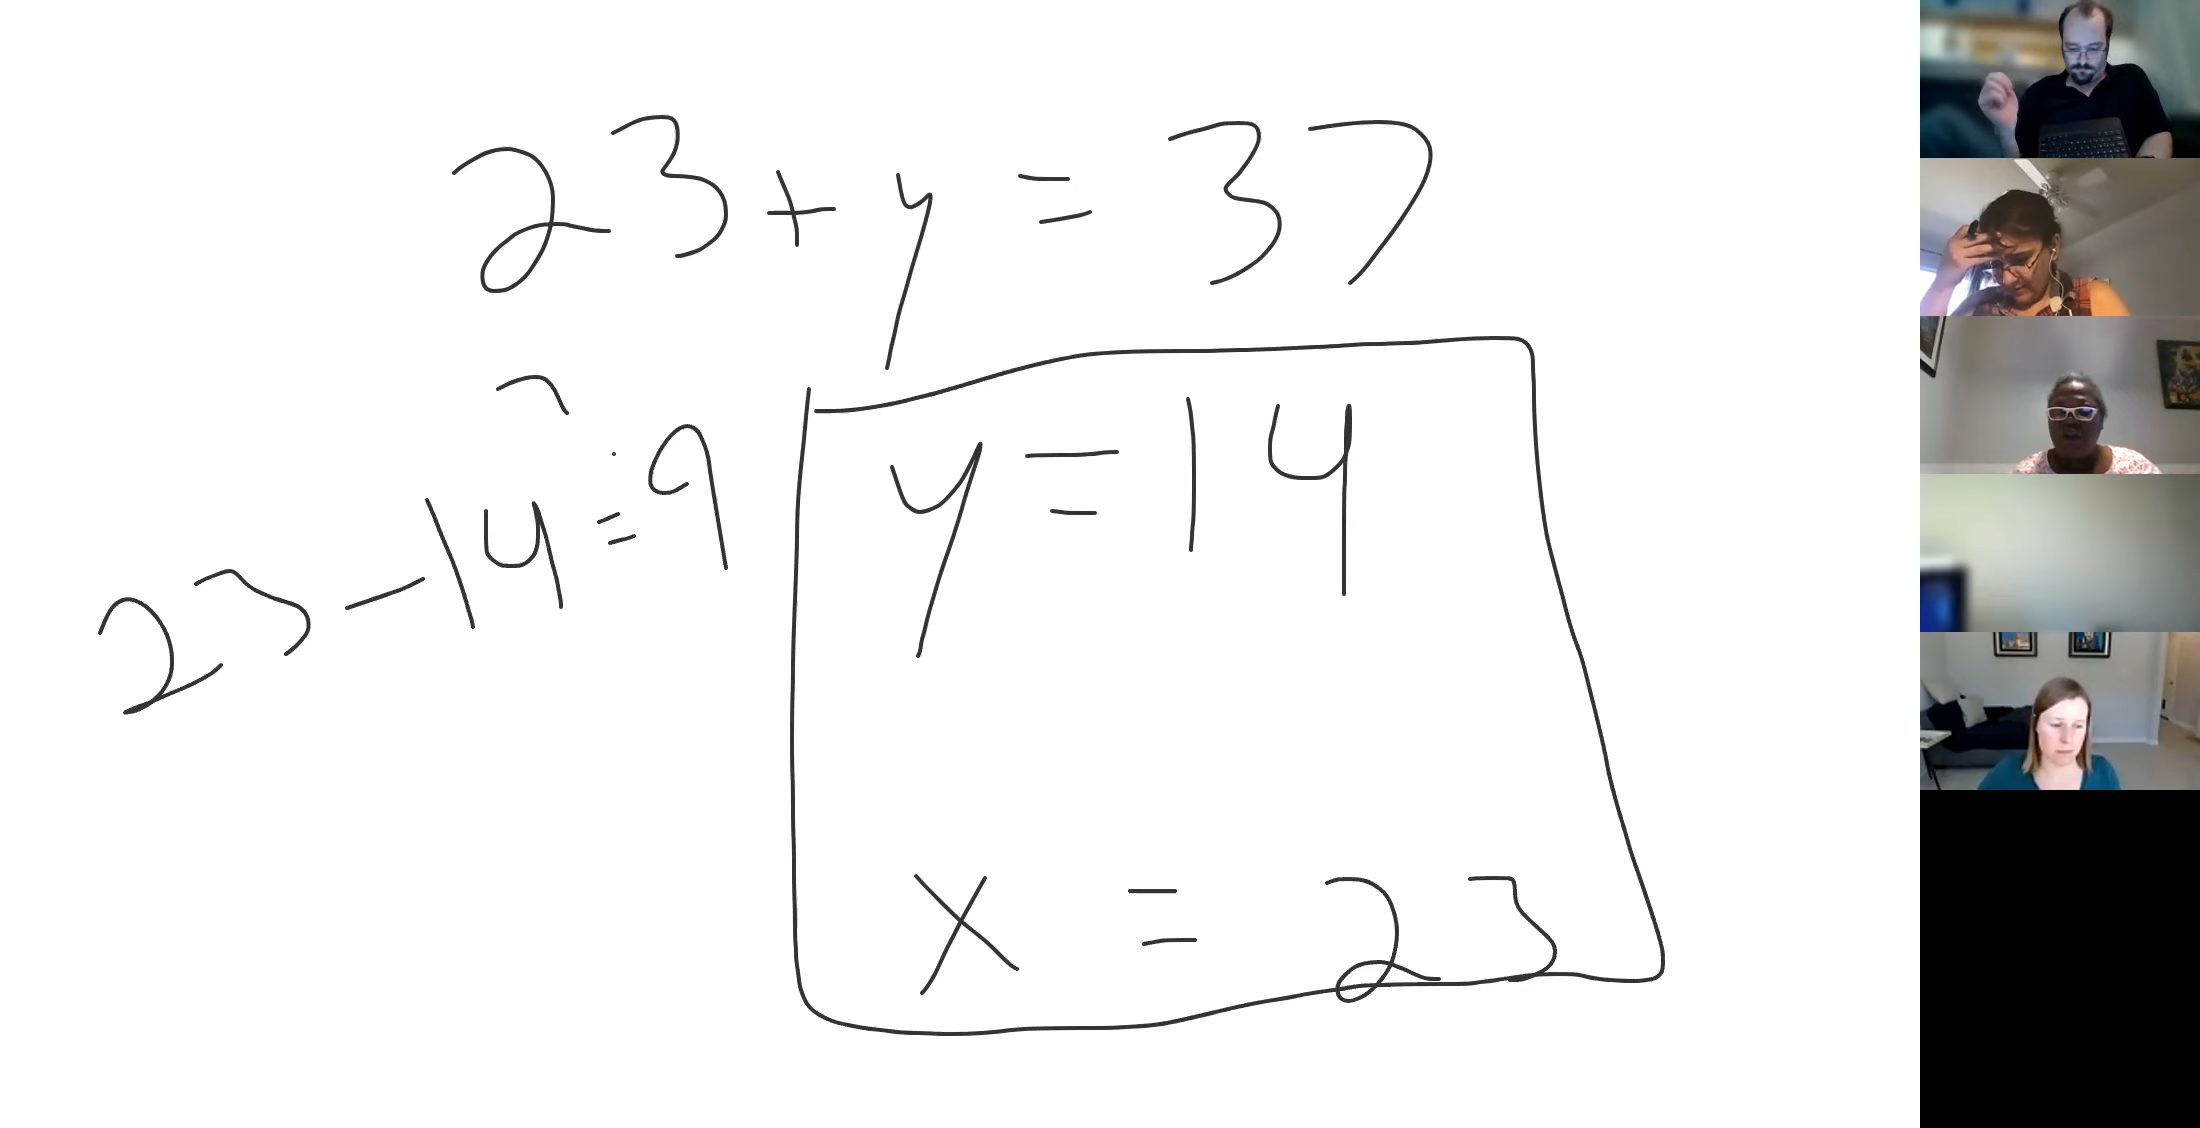 23 + y = 37
y = 14
23 - 14 = 9
x = 23